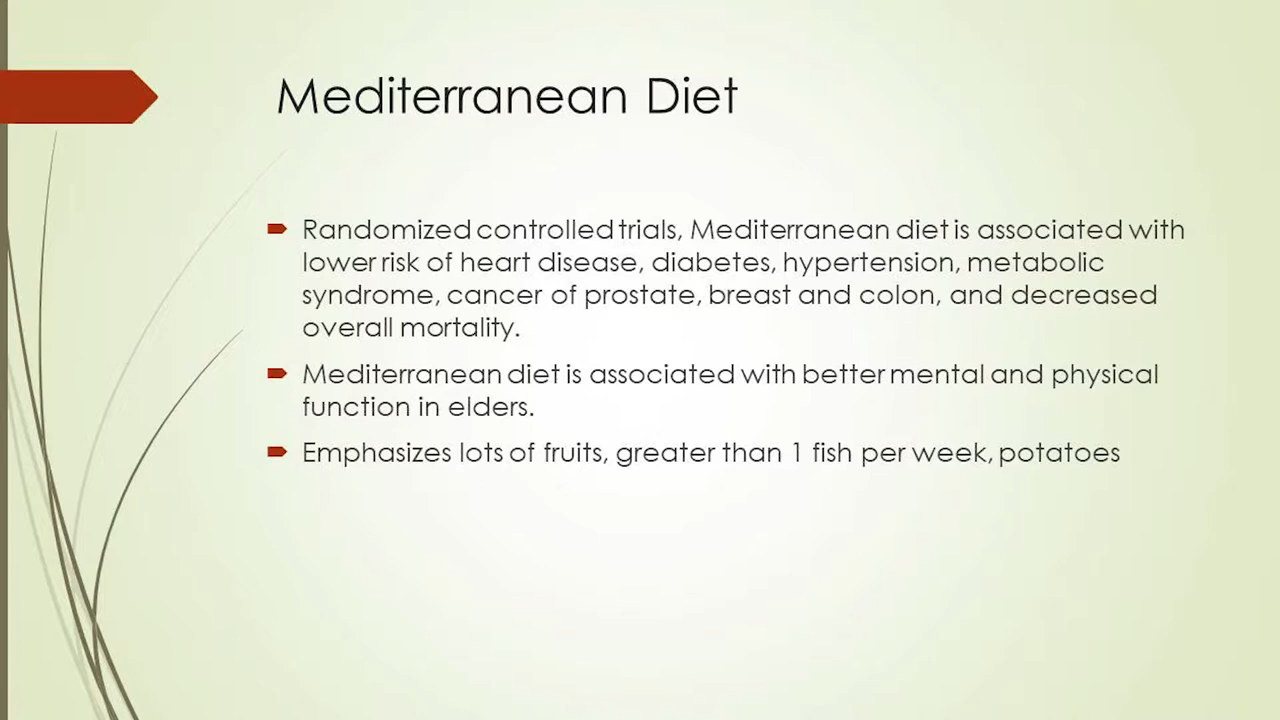 Mediterranean Diet
Randomized controlled trials, Mediterranean diet is associated with
lower risk of heart disease, diabetes, hypertension, metabolic
syndrome, cancer of prostate, breast and colon, and decreased
overall mortality.
Mediterranean diet is associated with better mental and physical
function in elders.
Emphasizes lots of fruits, greater than 1 fish per week, potatoes